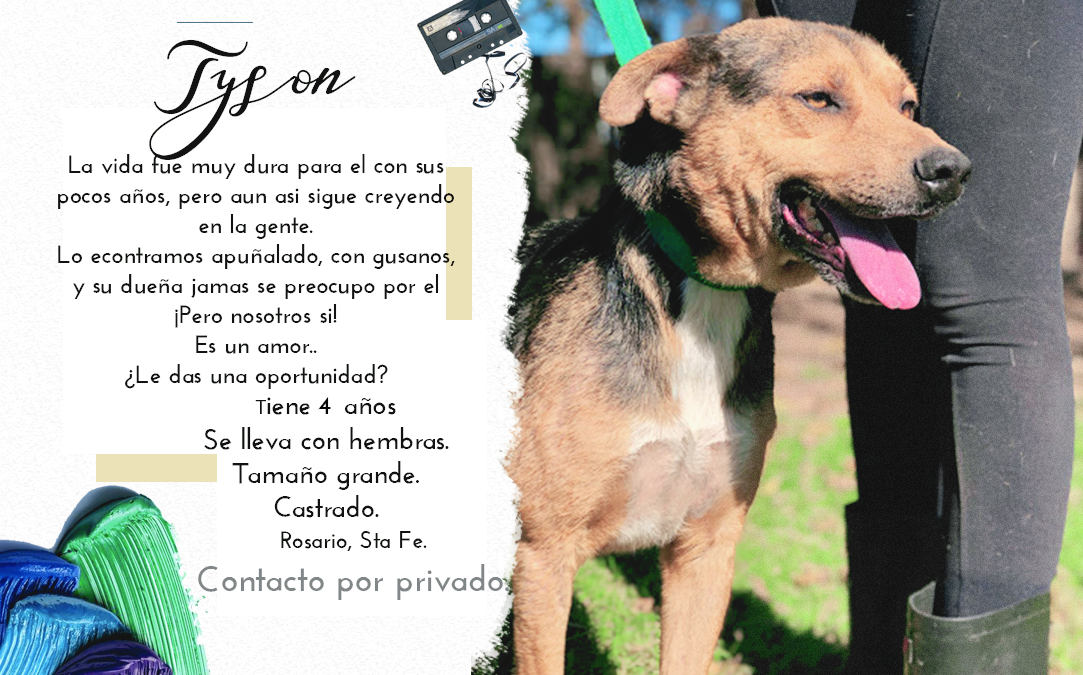 Tyson
La vida fue muy dura para el con sus
pocos años, pero aun asi sigue creyendo
en la gente.
Lo econtramos apuñalado, con gusanos,
y su dueña jamas se preocupo por el
¡Pero nosotros si!
Es un amor..
¿Le das una oportunidad?
Tiene 4 años
Se lleva con hembras.
Tamaño grande.
Castrado.
Rosario, Sta Fe.
Contacto por privado.